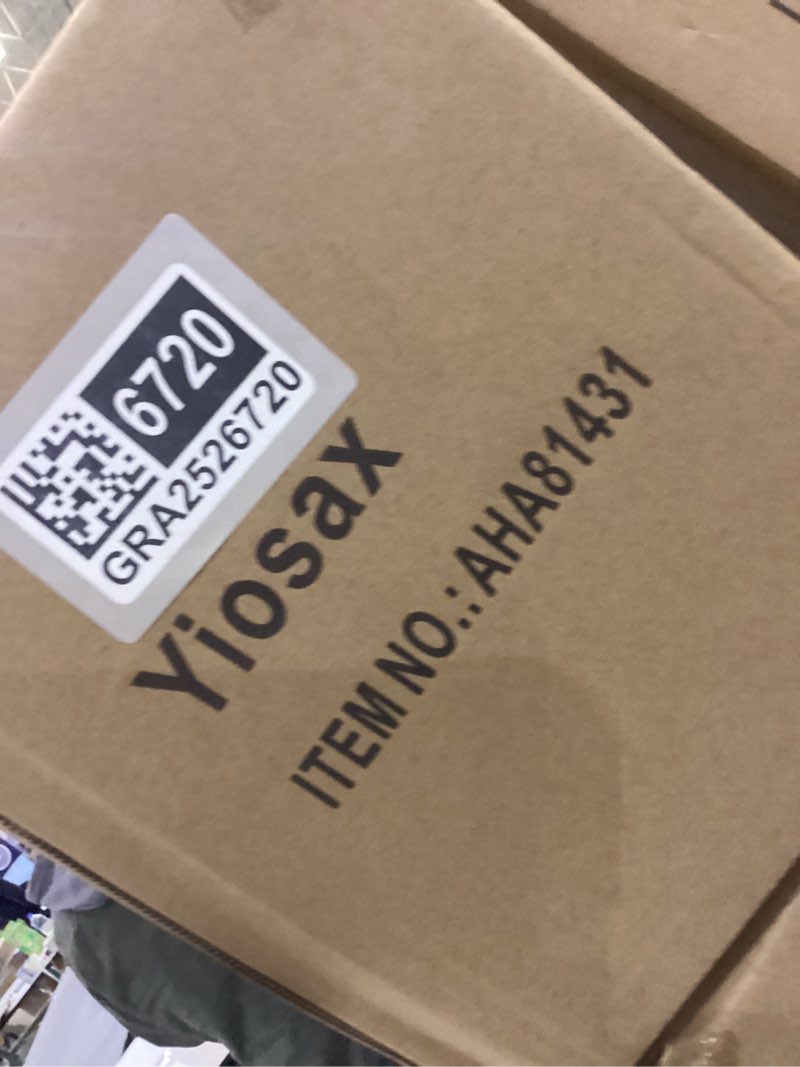 6720
GRA2526720
Yiosax
ITEM NO.: AHA81431